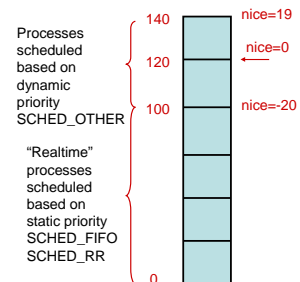 Processes
scheduled
based on
dynamic
priority
SCHED_OTHER
“Realtime”
processes
scheduled
based on
static priority
SCHED_FIFO
SCHED_RR
140
120
100
0
nice=19
nice=0
nice=-20